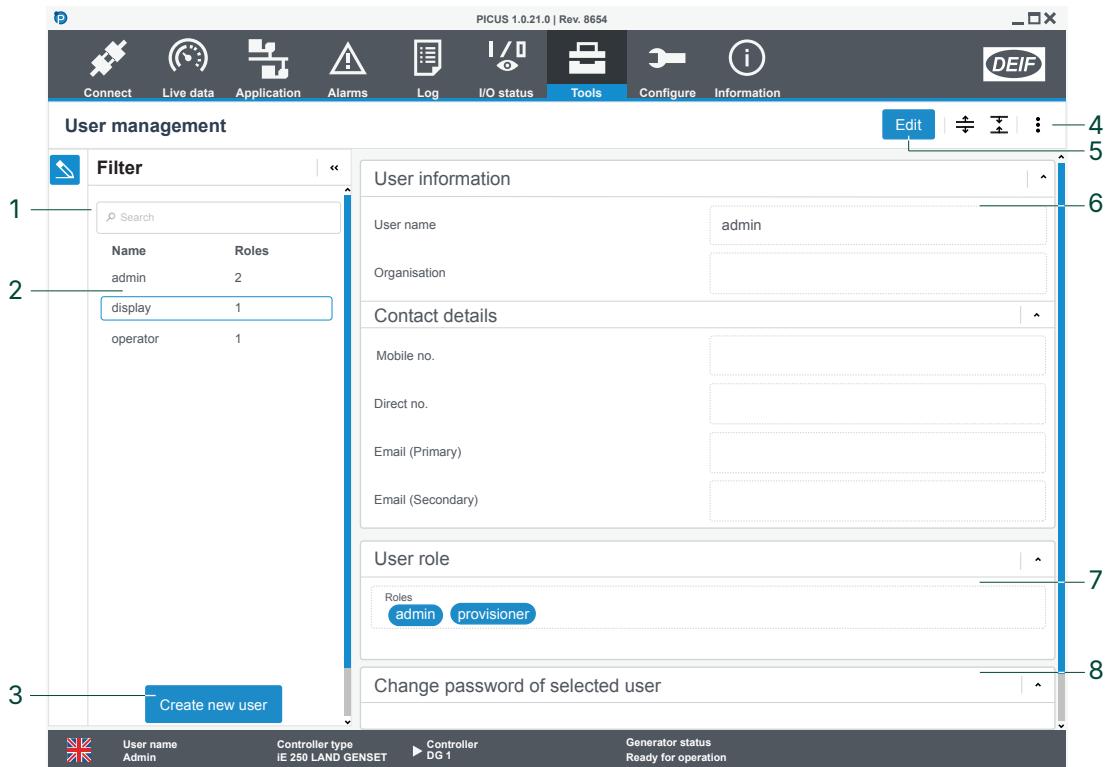 PICUS 1.0.21.0 | Rev. 8654
Connect Live data Application Alarms Log I/O status Tools Configure Information
DEIF
User management
Edit
4
5
Filter
User information
1
Search
6
User name
admin
Name Roles
Organisation
admin 2
2
display 1
Contact details
operator 1
Mobile no.
Direct no.
Email (Primary)
Email (Secondary)
User role
7
Roles
admin provisioner
8
Change password of selected user
3
Create new user
User name
Admin
Controller type
iE 250 LAND GENSET
Controller
DG 1
Generator status
Ready for operation